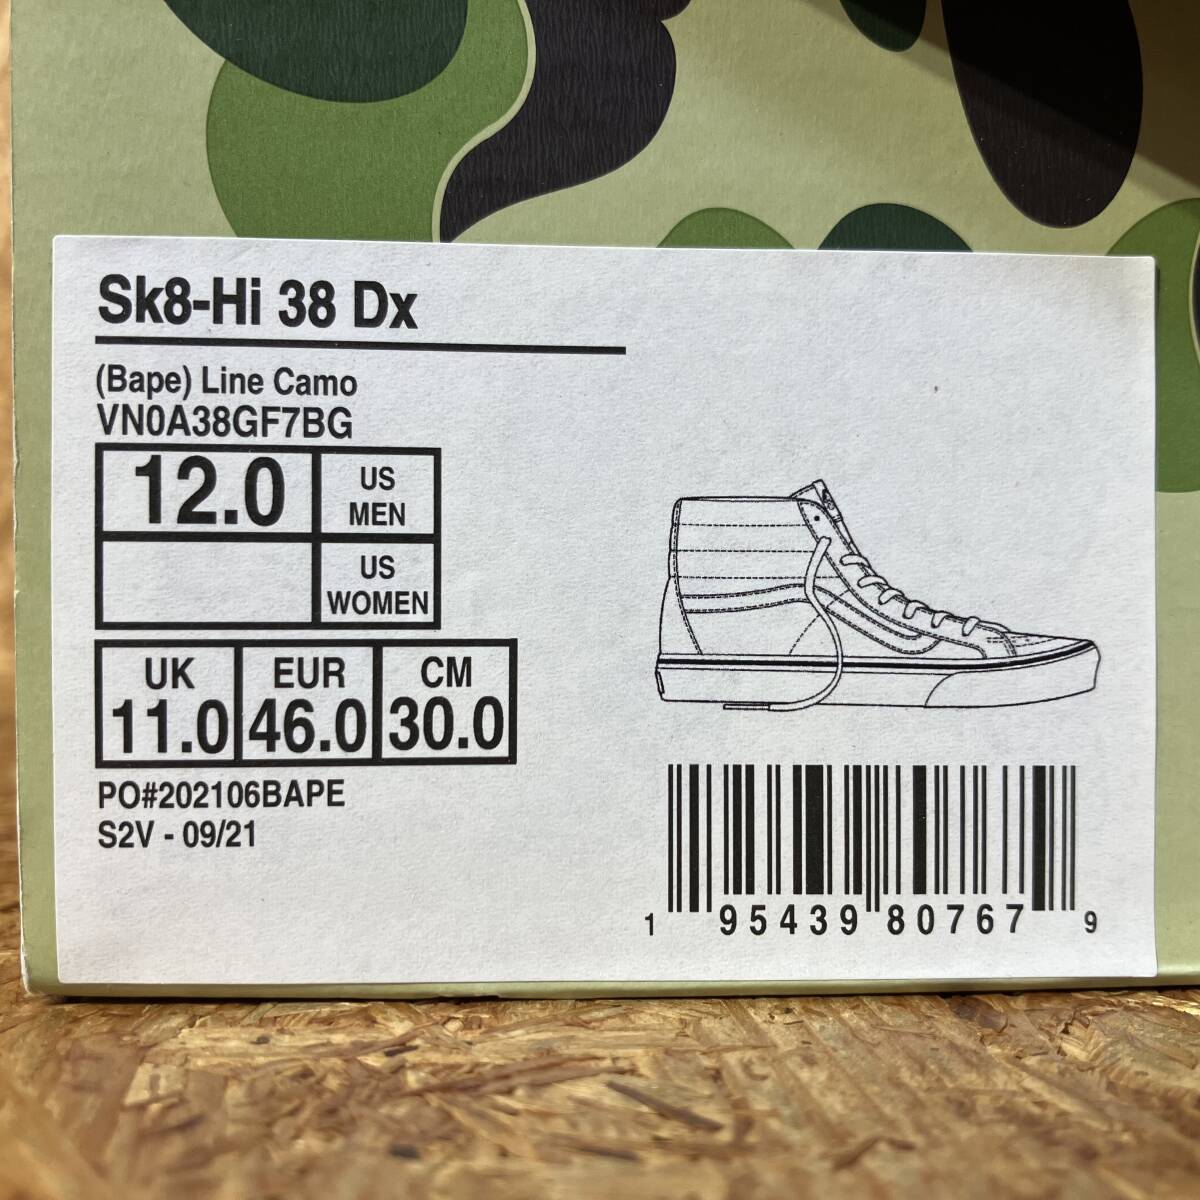 Sk8-Hi 38 Dx
(Bape) Line Camo
VN0A38GF7BG
12.0 US MEN
US WOMEN
UK EUR CM
11.0 46.0 30.0
PO#202106BAPE
S2V - 09/21
1 95439 80767 9